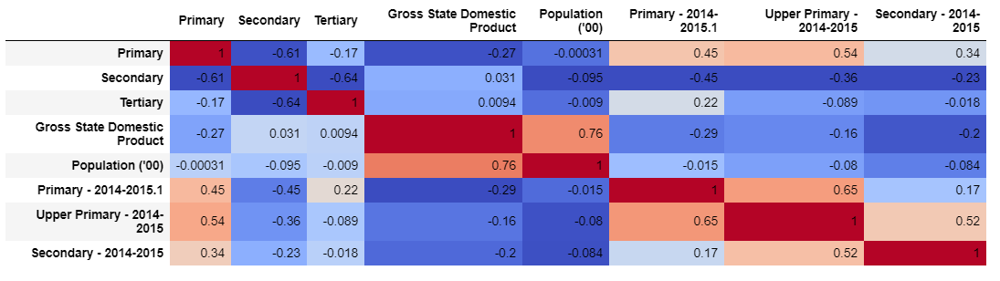 Primary Secondary Tertiary Gross State Domestic Product Population ('00) Primary - 2014-2015.1 Upper Primary - 2014-2015 Secondary - 2014-2015
Primary 1 -0.61 -0.17 -0.27 -0.00031 0.45 0.54 0.34
Secondary -0.61 1 -0.64 0.031 -0.095 -0.45 -0.36 -0.23
Tertiary -0.17 -0.64 1 0.0094 -0.009 0.22 -0.089 -0.018
Gross State Domestic Product -0.27 0.031 0.0094 1 0.76 -0.29 -0.16 -0.2
Population ('00) -0.00031 -0.095 -0.009 0.76 1 -0.015 -0.08 -0.084
Primary - 2014-2015.1 0.45 -0.45 0.22 -0.29 -0.015 1 0.65 0.17
Upper Primary - 2014-2015 0.54 -0.36 -0.089 -0.16 -0.08 0.65 1 0.52
Secondary - 2014-2015 0.34 -0.23 -0.018 -0.2 -0.084 0.17 0.52 1